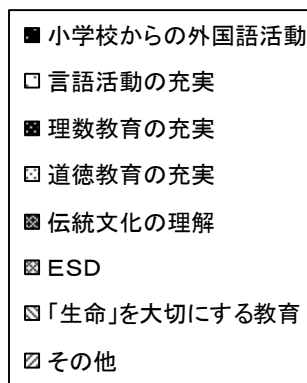 小学校からの外国語活動
言語活動の充実
理数教育の充実
道徳教育の充実
伝統文化の理解
ESD
「生命」を大切にする教育
その他